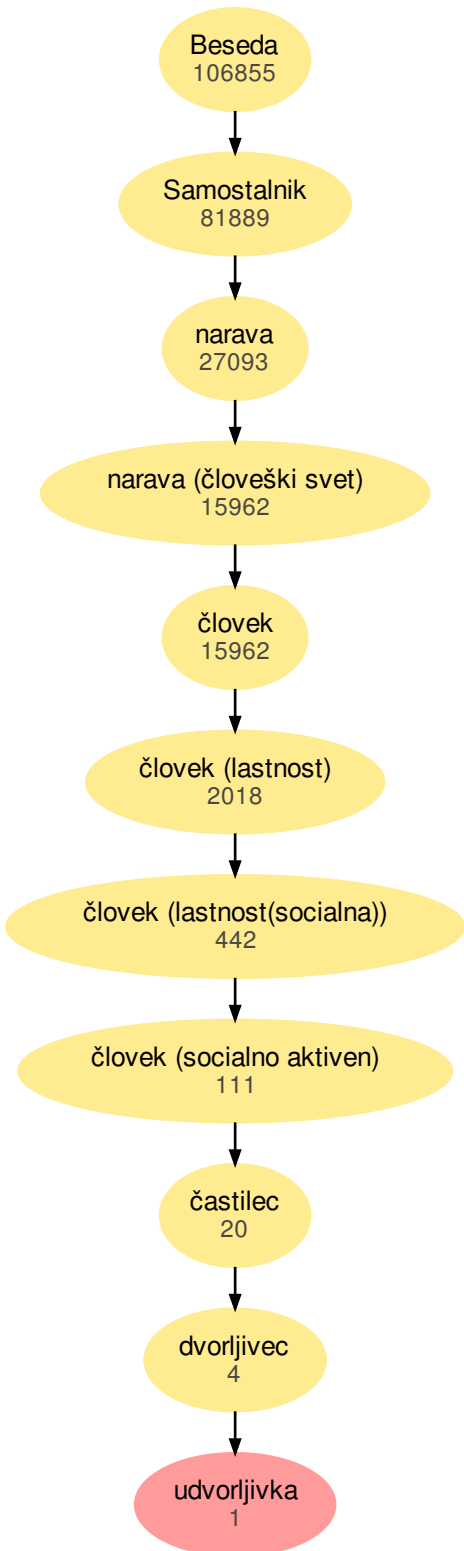 Beseda
106855
Samostalnik
81889
narava
27093
narava (človeški svet)
15962
človek
15962
človek (lastnost)
2018
človek (lastnost(socialna))
442
človek (socialno aktiven)
111
častilec
20
dvorljivec
4
udvorljivka
1